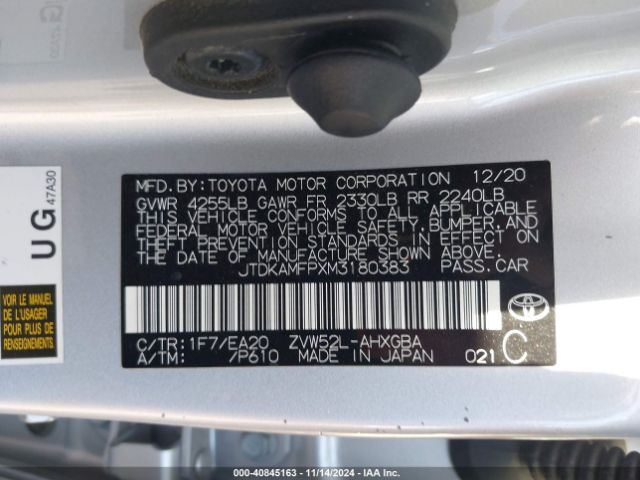 MFD.BY:TOYOTA MOTOR CORPORATION 12/20
GVWR 4255LB GAWR FR 2330LB RR 2240LB
THIS VEHICLE CONFORMS TO ALL APPLICABLE
FEDERAL MOTOR VEHICLE SAFETY,BUMPER,AND
THEFT PREVENTION STANDARDS IN EFFECT ON
THE DATE OF MANUFACTURE SHOWN ABOVE.
JTDKAMFPXM3180383 PASS.CAR
C/TR:1F7/EA20 ZVW52L-AHXGBA
A/TM: /P610 MADE IN JAPAN 021 C
UG 47A30
VOIR LE MANUEL
DE L'USAGER
POUR PLUS DE
RENSEIGNEMENTS
000-40845163 - 11/14/2024 - IAA Inc.